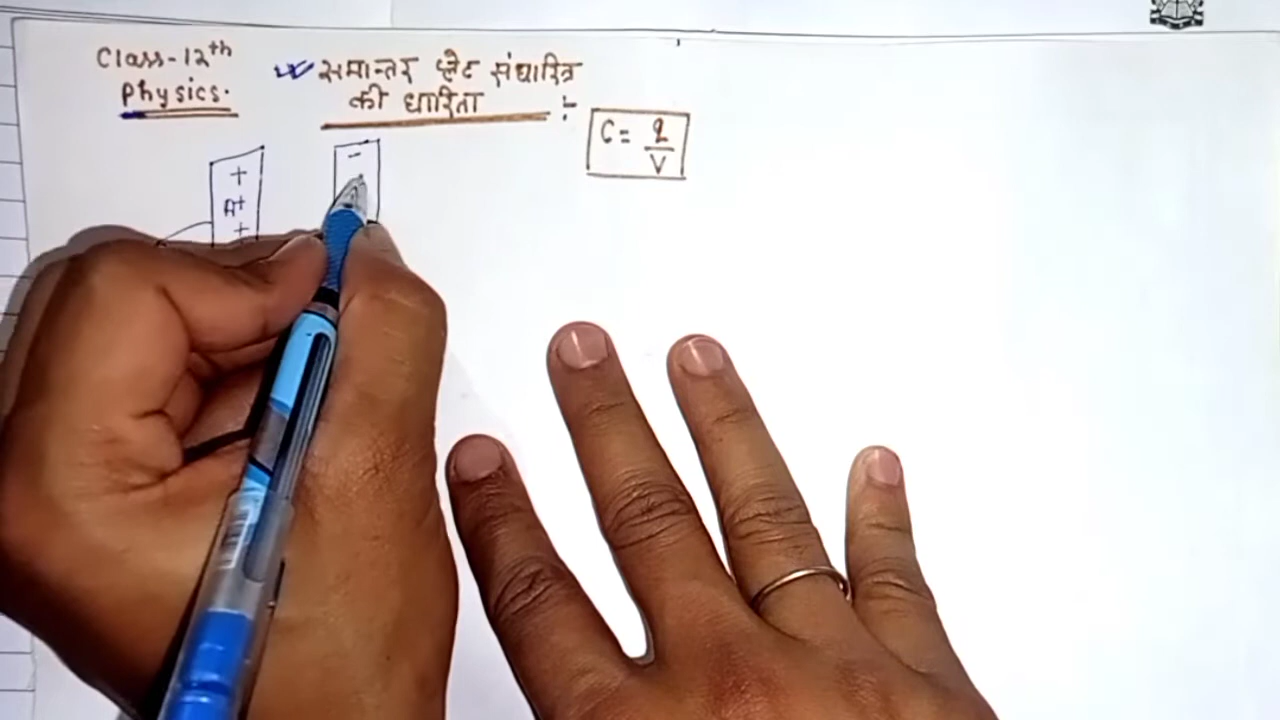 Class-12th
Physics.
समान्तर प्लेट संधारित्र
की धारिता :-
C = q/V
+
A+
+
-